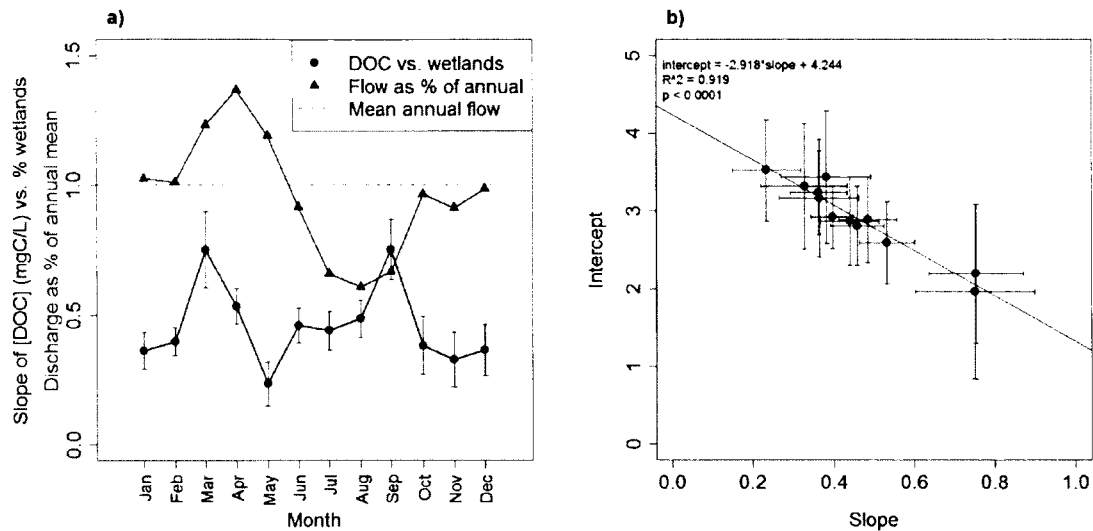 a)
Slope of [DOC] (mgC/L) vs. % wetlands
Discharge as % of annual mean
1.5
1.0
0.5
0.0
DOC vs. wetlands
Flow as % of annual
Mean annual flow
Jan
Feb
Mar
Apr
May
Jun
Jul
Aug
Sep
Oct
Nov
Dec
Month
b)
Intercept
5
4
3
2
1
0
intercept = -2.918*slope + 4.244
R^2 = 0.919
p < 0.0001
0.0
0.2
0.4
0.6
0.8
1.0
Slope